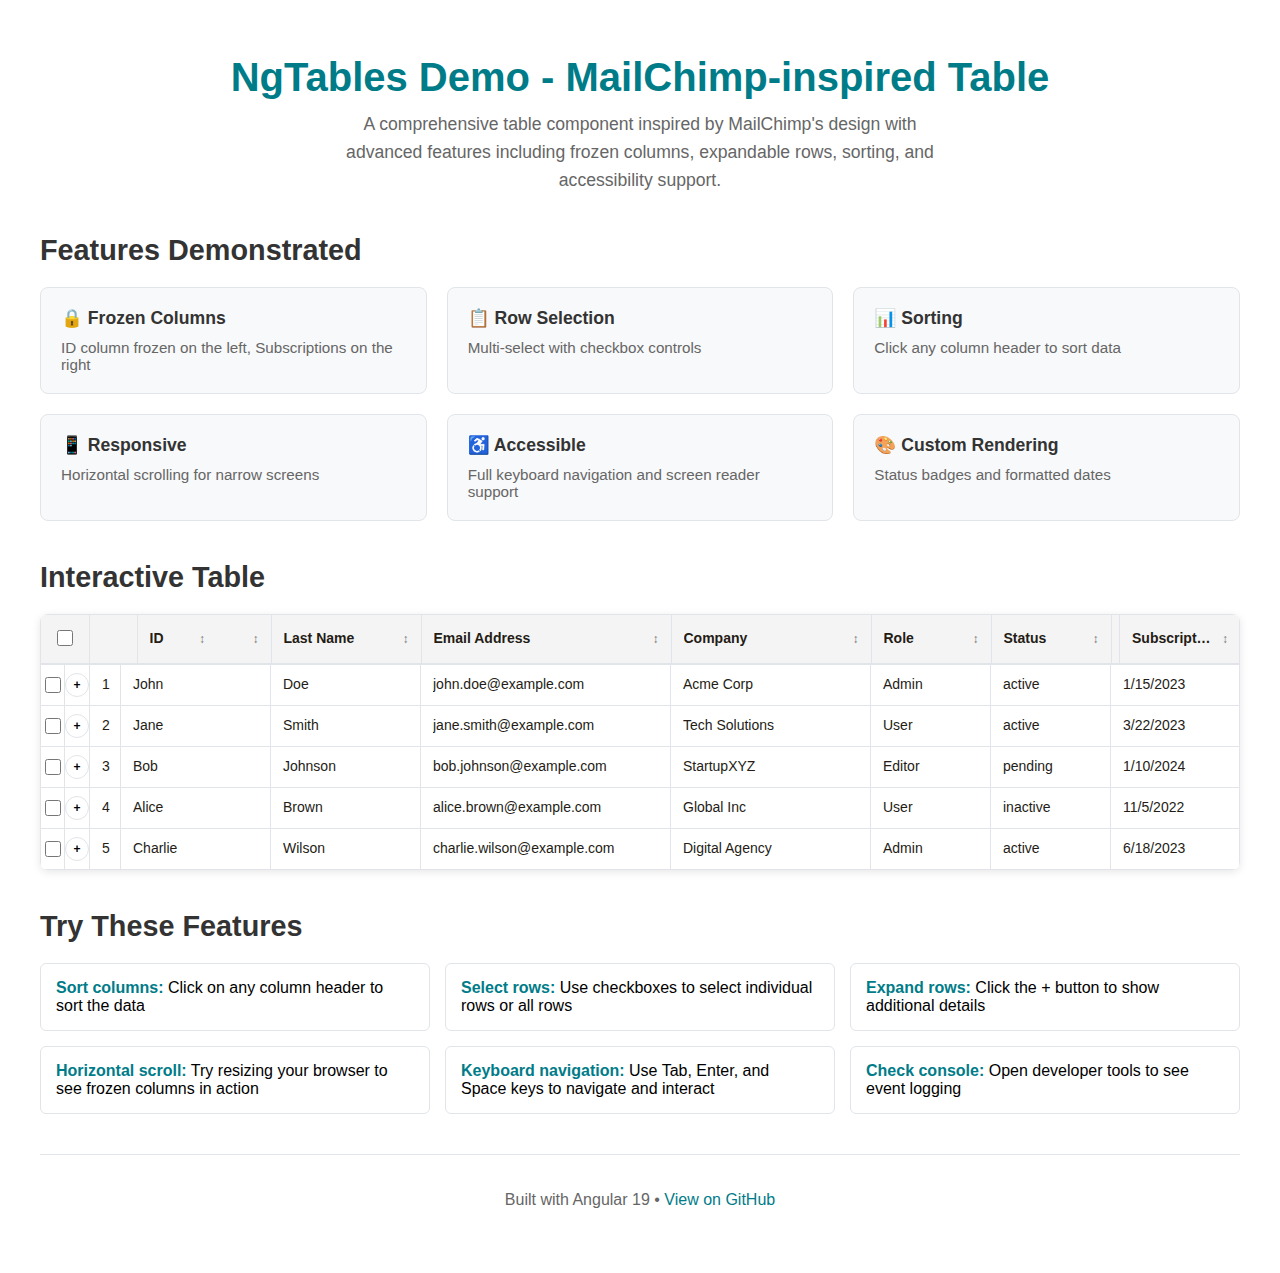 NgTables Demo - MailChimp-inspired Table
A comprehensive table component inspired by MailChimp's design with
advanced features including frozen columns, expandable rows, sorting, and
accessibility support.
Features Demonstrated
🔒 Frozen Columns
ID column frozen on the left, Subscriptions on the
right
📋 Row Selection
Multi-select with checkbox controls
📊 Sorting
Click any column header to sort data
📱 Responsive
Horizontal scrolling for narrow screens
♿ Accessible
Full keyboard navigation and screen reader
support
🎨 Custom Rendering
Status badges and formatted dates
Interactive Table
ID ↕ ↕ Last Name ↕ Email Address ↕ Company ↕ Role ↕ Status ↕ Subscript... ↕
+ 1 John Doe john.doe@example.com Acme Corp Admin active 1/15/2023
+ 2 Jane Smith jane.smith@example.com Tech Solutions User active 3/22/2023
+ 3 Bob Johnson bob.johnson@example.com StartupXYZ Editor pending 1/10/2024
+ 4 Alice Brown alice.brown@example.com Global Inc User inactive 11/5/2022
+ 5 Charlie Wilson charlie.wilson@example.com Digital Agency Admin active 6/18/2023
Try These Features
Sort columns: Click on any column header to
sort the data
Select rows: Use checkboxes to select individual
rows or all rows
Expand rows: Click the + button to show
additional details
Horizontal scroll: Try resizing your browser to
see frozen columns in action
Keyboard navigation: Use Tab, Enter, and
Space keys to navigate and interact
Check console: Open developer tools to see
event logging
Built with Angular 19 • View on GitHub